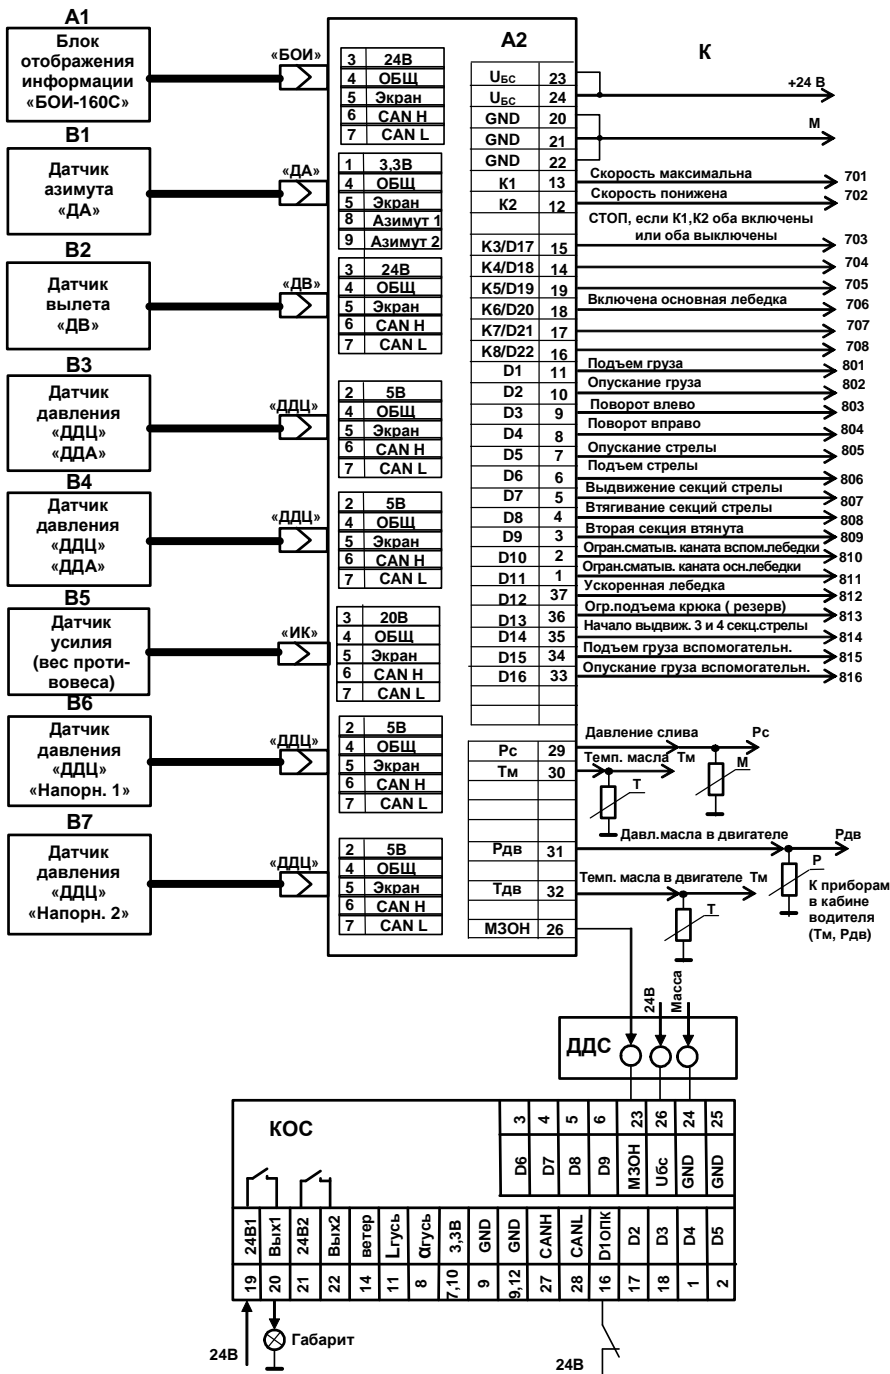 A1
Блок
отображения
информации
«БОИ-160С»
«БОИ»
3 24В
4 ОБЩ
5 Экран
6 CAN H
7 CAN L
B1
Датчик
азимута
«ДА»
«ДА»
1 3,3В
4 ОБЩ
5 Экран
8 Азимут 1
9 Азимут 2
B2
Датчик
вылета
«ДВ»
«ДВ»
3 24В
4 ОБЩ
5 Экран
6 CAN H
7 CAN L
B3
Датчик
давления
«ДДЦ»
«ДДА»
«ДДЦ»
2 5В
4 ОБЩ
5 Экран
6 CAN H
7 CAN L
B4
Датчик
давления
«ДДЦ»
«ДДА»
«ДДЦ»
2 5В
4 ОБЩ
5 Экран
6 CAN H
7 CAN L
B5
Датчик
усилия
(вес проти-
вовеса)
«ИК»
3 20В
4 ОБЩ
5 Экран
6 CAN H
7 CAN L
B6
Датчик
давления
«ДДЦ»
«Напорн. 1»
«ДДЦ»
2 5В
4 ОБЩ
5 Экран
6 CAN H
7 CAN L
B7
Датчик
давления
«ДДЦ»
«Напорн. 2»
«ДДЦ»
2 5В
4 ОБЩ
5 Экран
6 CAN H
7 CAN L
A2
К
UБС 23
UБС 24 +24 В
GND 20
GND 21 М
GND 22
К1 13 Скорость максимальна 701
К2 12 Скорость понижена 702
СТОП, если К1,К2 оба включены
или оба выключены
K3/D17 15 703
K4/D18 14 704
K5/D19 19 705
K6/D20 18 Включена основная лебедка 706
K7/D21 17 707
K8/D22 16 708
D1 11 Подъем груза 801
D2 10 Опускание груза 802
D3 9 Поворот влево 803
D4 8 Поворот вправо 804
D5 7 Опускание стрелы 805
D6 6 Подъем стрелы 806
D7 5 Выдвижение секций стрелы 807
D8 4 Втягивание секций стрелы 808
D9 3 Вторая секция втянута 809
D10 2 Огран.сматыв. каната вспом.лебедки 810
D11 1 Огран.сматыв. каната осн.лебедки 811
D12 37 Ускоренная лебедка 812
D13 36 Огр.подъема крюка ( резерв) 813
D14 35 Начало выдвиж. 3 и 4 секц.стрелы 814
D15 34 Подъем груза вспомогательн. 815
D16 33 Опускание груза вспомогательн. 816
Рс 29 Давление слива Рс
М
Тм 30 Темп. масла Тм
Т
Рдв 31 Давл.масла в двигателе Рдв
Р
Тдв 32 Темп. масла в двигателе Тм
Т
К приборам
в кабине
водителя
(Тм, Рдв)
МЗОН 26
24В
Масса
ДДС
КОС
3 4 5 6 23 26 24 25
D6 D7 D8 D9 МЗОН Uбс GND GND
24В1 Вых1 24В2 Вых2 ветер Lгусь αгусь 3,3В GND GND CANH CANL D1ОПК D2 D3 D4 D5
19 20 21 22 14 11 8 7,10 9 9,12 27 28 16 17 18 1 2
Габарит
24В
24В